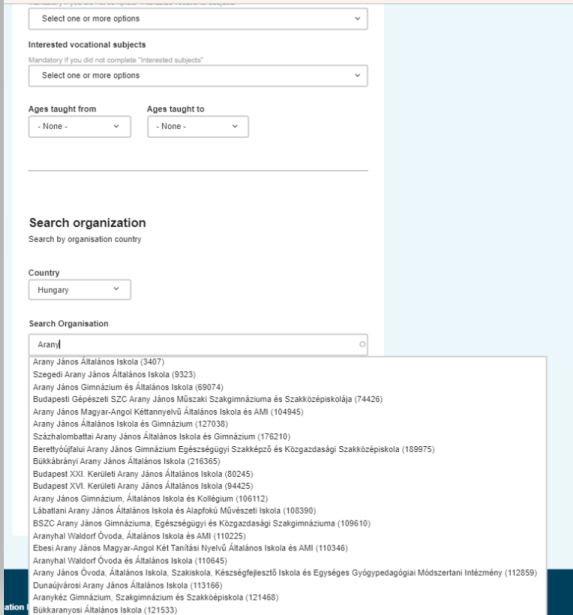 Select one or more options
Interested vocational subjects
Mandatory if you did not complete "Interested subjects"
Select one or more options
Ages taught from Ages taught to
- None - - None -
Search organization
Search by organisation country
Country
Hungary
Search Organisation
Arany
Arany János Általános Iskola (3407)
Szegedi Arany János Általános Iskola (9323)
Arany János Gimnázium és Általános Iskola (69074)
Budapesti Gépészeti SZC Arany János Műszaki Szakgimnáziuma és Szakközépiskolája (74426)
Arany János Magyar-Angol Kéttannyelvű Általános Iskola és AMI (104945)
Arany János Általános Iskola és Gimnázium (127038)
Százhalombattai Arany János Általános Iskola és Gimnázium (176210)
Berettyóújfalui Arany János Gimnázium Egészségügyi Szakképző és Közgazdasági Szakközépiskola (189975)
Bükkábrányi Arany János Általános Iskola (216365)
Budapest XXI. Kerületi Arany János Általános Iskola (80245)
Budapest XVI. Kerületi Arany János Általános Iskola (94425)
Arany János Gimnázium, Általános Iskola és Kollégium (106112)
Lábatlani Arany János Általános Iskola és Alapfokú Művészeti Iskola (108390)
BSZC Arany János Gimnáziuma, Egészségügyi és Közgazdasági Szakgimnáziuma (109610)
Aranyhal Waldorf Óvoda, Általános Iskola és AMI (110225)
Ebesi Arany János Magyar-Angol Két Tanítási Nyelvű Általános Iskola és AMI (110346)
Aranyhal Waldorf Óvoda és Általános Iskola (110645)
Arany János Óvoda, Általános Iskola, Szakiskola, Készségfejlesztő Iskola és Egységes Gyógypedagógiai Módszertani Intézmény (112859)
Dunaújvárosi Arany János Általános Iskola (113166)
Aranykéz Gimnázium, Szakgimnázium és Szakközépiskola (121468)
Bükkaranyosi Általános Iskola (121533)